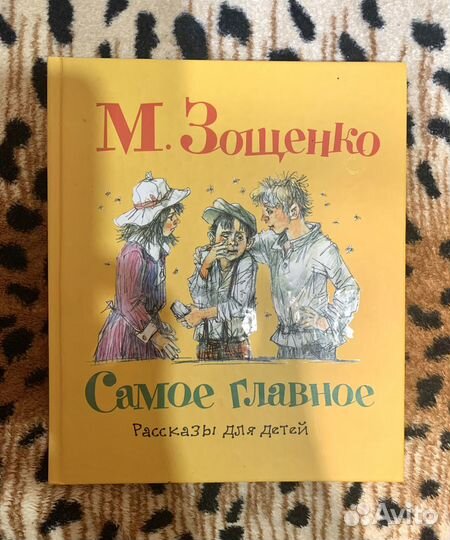 М. Зощенко
Самое главное
Рассказы для детей
Avito